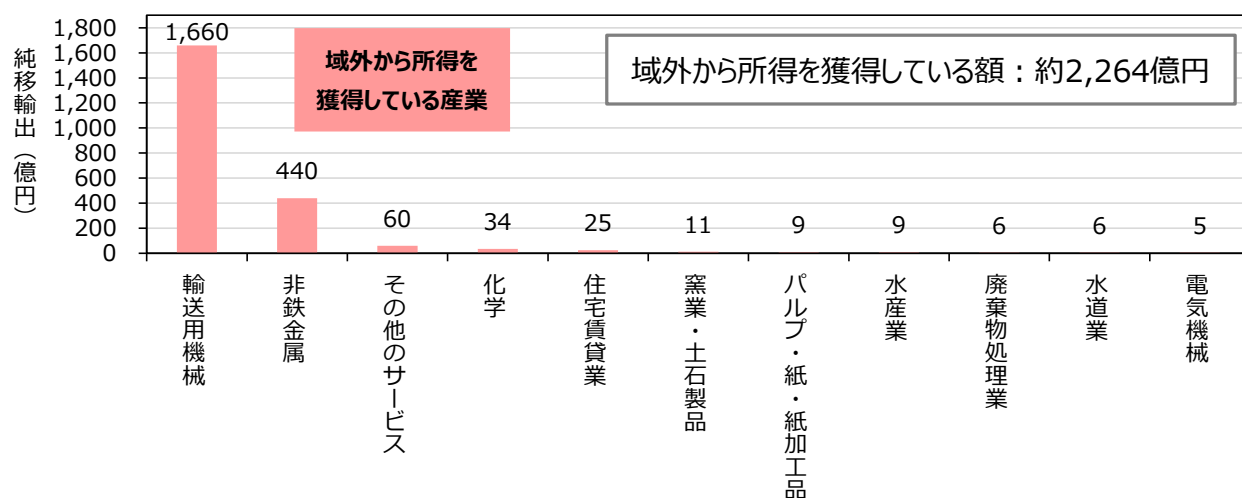 純移輸出（億円）
1,800
1,600
1,400
1,200
1,000
800
600
400
200
0
1,660
440
60
34
25
11
9
9
6
6
5
域外から所得を
獲得している産業
域外から所得を獲得している額：約2,264億円
輸送用機械
非鉄金属
その他のサービス
化学
住宅賃貸業
窯業・土石製品
パルプ・紙・紙加工品
水産業
廃棄物処理業
水道業
電気機械